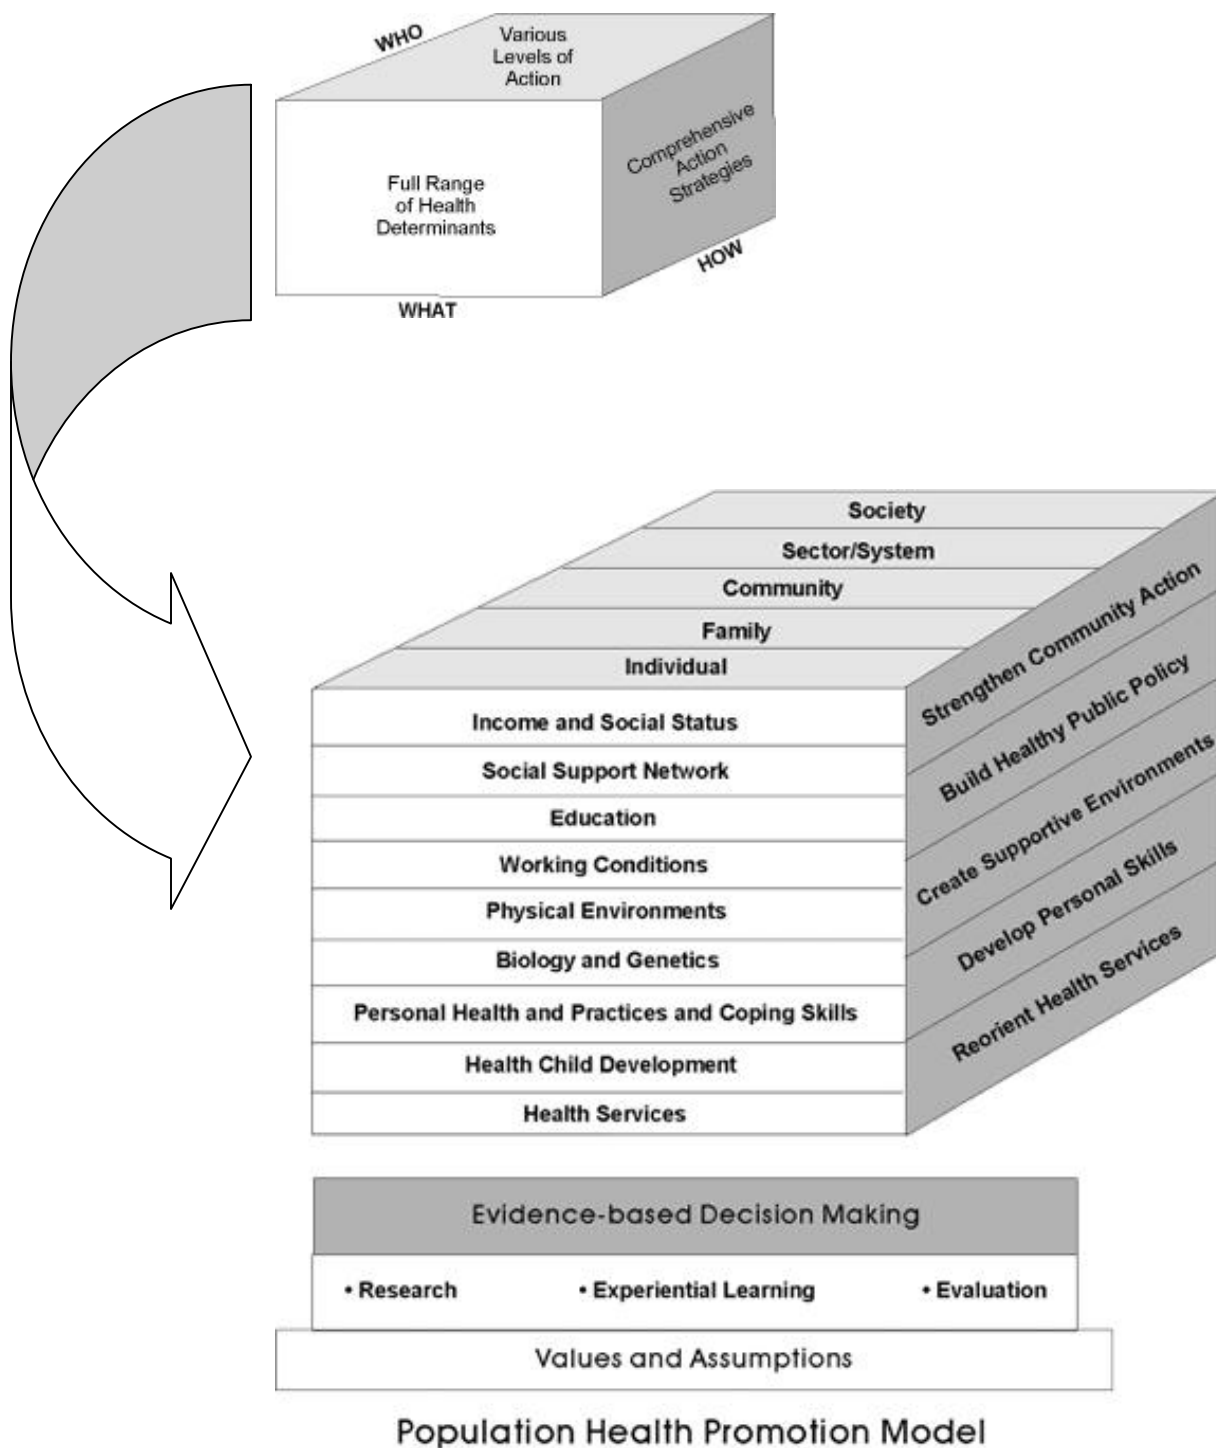 WHO
Various
Levels of
Action
Full Range
of Health
Determinants
Comprehensive
Action
Strategies
HOW
WHAT
Society
Sector/System
Community
Family
Individual
Income and Social Status
Social Support Network
Education
Working Conditions
Physical Environments
Biology and Genetics
Personal Health and Practices and Coping Skills
Health Child Development
Health Services
Strengthen Community Action
Build Healthy Public Policy
Create Supportive Environments
Develop Personal Skills
Reorient Health Services
Evidence-based Decision Making
• Research • Experiential Learning • Evaluation
Values and Assumptions
Population Health Promotion Model